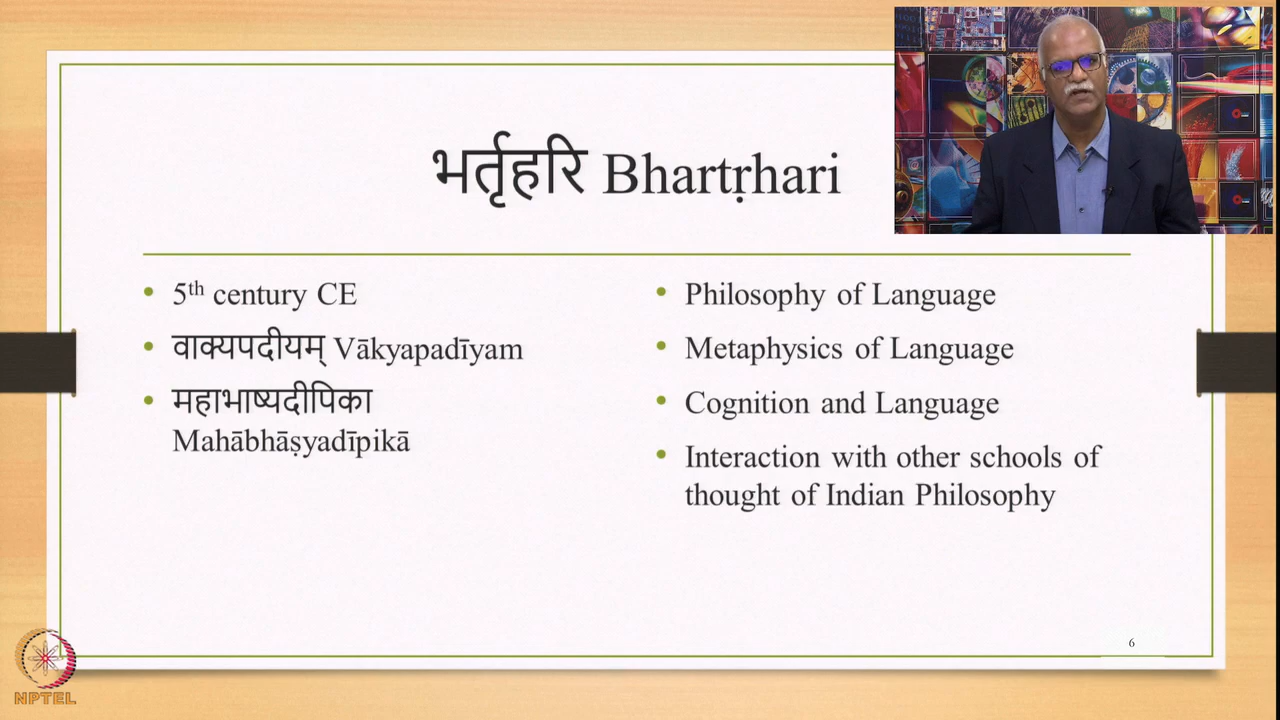 भर्तृहरि Bhartṛhari
5th century CE
वाक्यपदीयम् Vākyapadīyam
महाभाष्यदीपिका
Mahābhāṣyadīpikā
Philosophy of Language
Metaphysics of Language
Cognition and Language
Interaction with other schools of
thought of Indian Philosophy
6
NPTEL